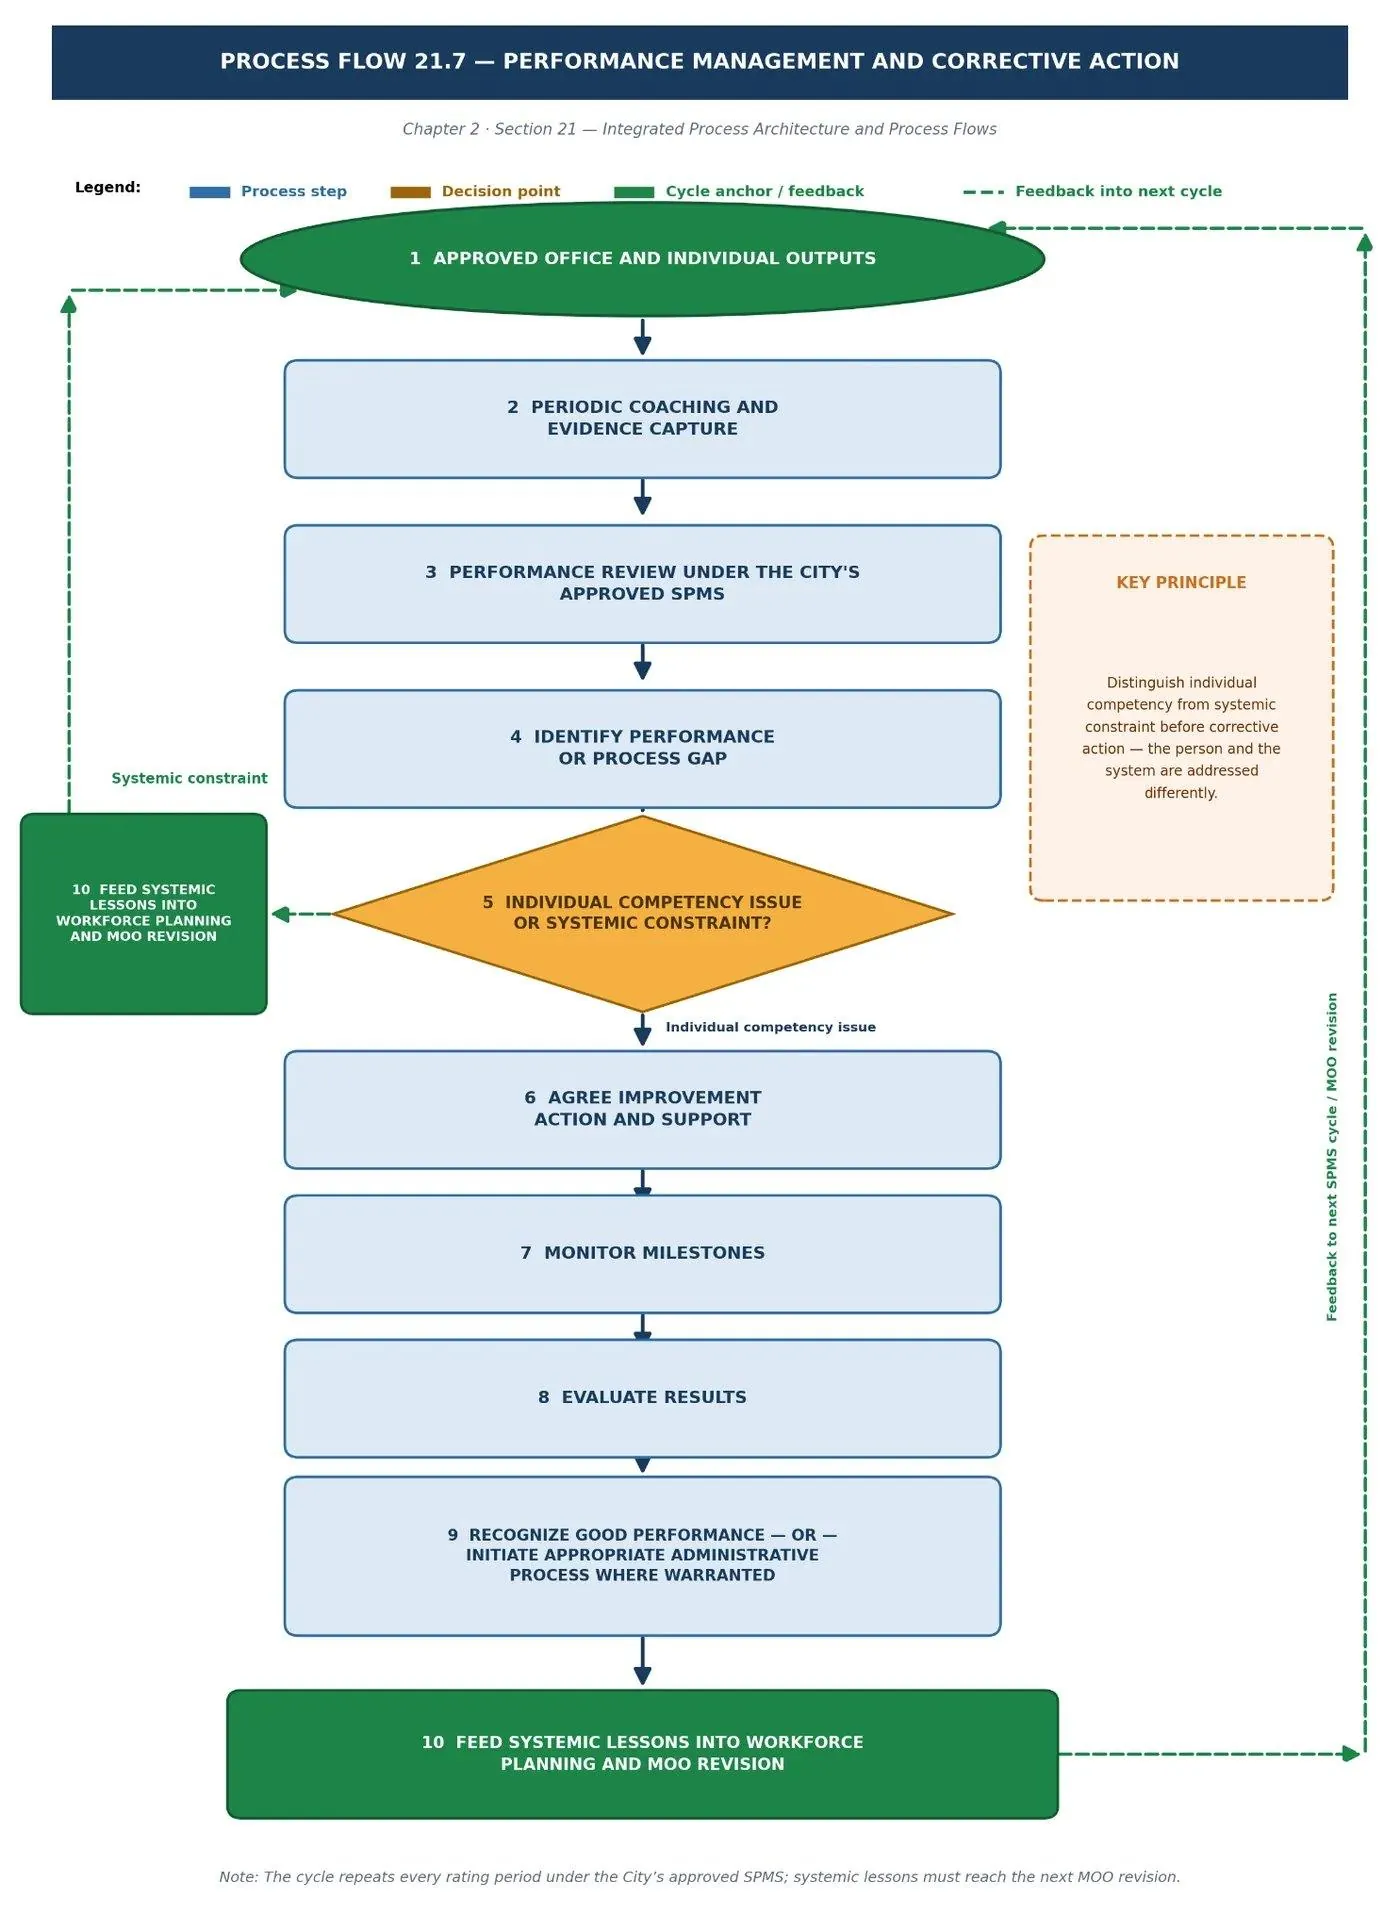 PROCESS FLOW 21.7 — PERFORMANCE MANAGEMENT AND CORRECTIVE ACTION
Chapter 2 · Section 21 — Integrated Process Architecture and Process Flows
Legend:
Process step
Decision point
Cycle anchor / feedback
Feedback into next cycle
1 APPROVED OFFICE AND INDIVIDUAL OUTPUTS
2 PERIODIC COACHING AND
EVIDENCE CAPTURE
3 PERFORMANCE REVIEW UNDER THE CITY'S
APPROVED SPMS
KEY PRINCIPLE
Distinguish individual
competency from systemic
constraint before corrective
action — the person and the
system are addressed
differently.
4 IDENTIFY PERFORMANCE
OR PROCESS GAP
Systemic constraint
10 FEED SYSTEMIC
LESSONS INTO
WORKFORCE PLANNING
AND MOO REVISION
5 INDIVIDUAL COMPETENCY ISSUE
OR SYSTEMIC CONSTRAINT?
Individual competency issue
6 AGREE IMPROVEMENT
ACTION AND SUPPORT
Feedback to next SPMS cycle / MOO revision
7 MONITOR MILESTONES
8 EVALUATE RESULTS
9 RECOGNIZE GOOD PERFORMANCE — OR —
INITIATE APPROPRIATE ADMINISTRATIVE
PROCESS WHERE WARRANTED
10 FEED SYSTEMIC LESSONS INTO WORKFORCE
PLANNING AND MOO REVISION
Note: The cycle repeats every rating period under the City’s approved SPMS; systemic lessons must reach the next MOO revision.